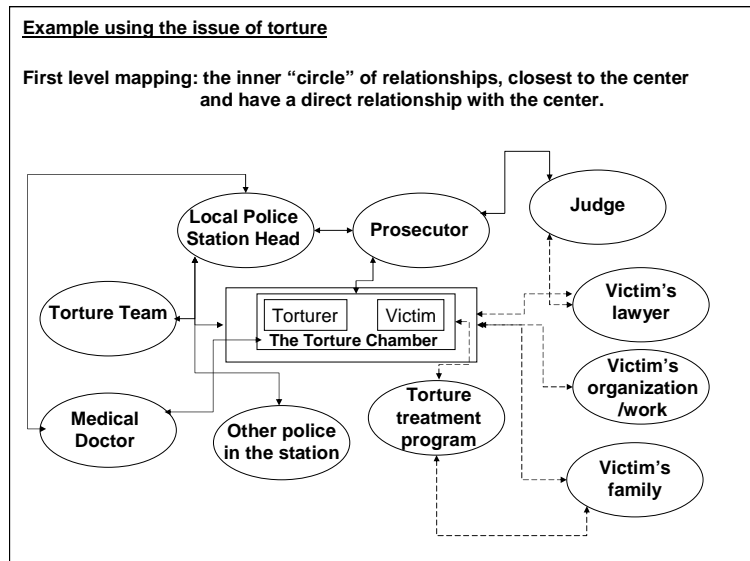 Example using the issue of torture
First level mapping: the inner “circle” of relationships, closest to the center
and have a direct relationship with the center.
Local Police
Station Head
Prosecutor
Judge
Torture Team
Torturer
Victim
The Torture Chamber
Victim’s
lawyer
Medical
Doctor
Other police
in the station
Torture
treatment
program
Victim’s
organization
/work
Victim’s
family